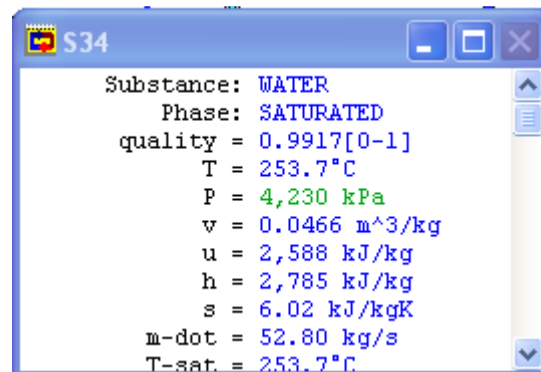 S34
Substance: WATER
Phase: SATURATED
quality = 0.9917[0-1]
T = 253.7°C
P = 4,230 kPa
v = 0.0466 m^3/kg
u = 2,588 kJ/kg
h = 2,785 kJ/kg
s = 6.02 kJ/kgK
m-dot = 52.80 kg/s
T-sat = 253.7°C